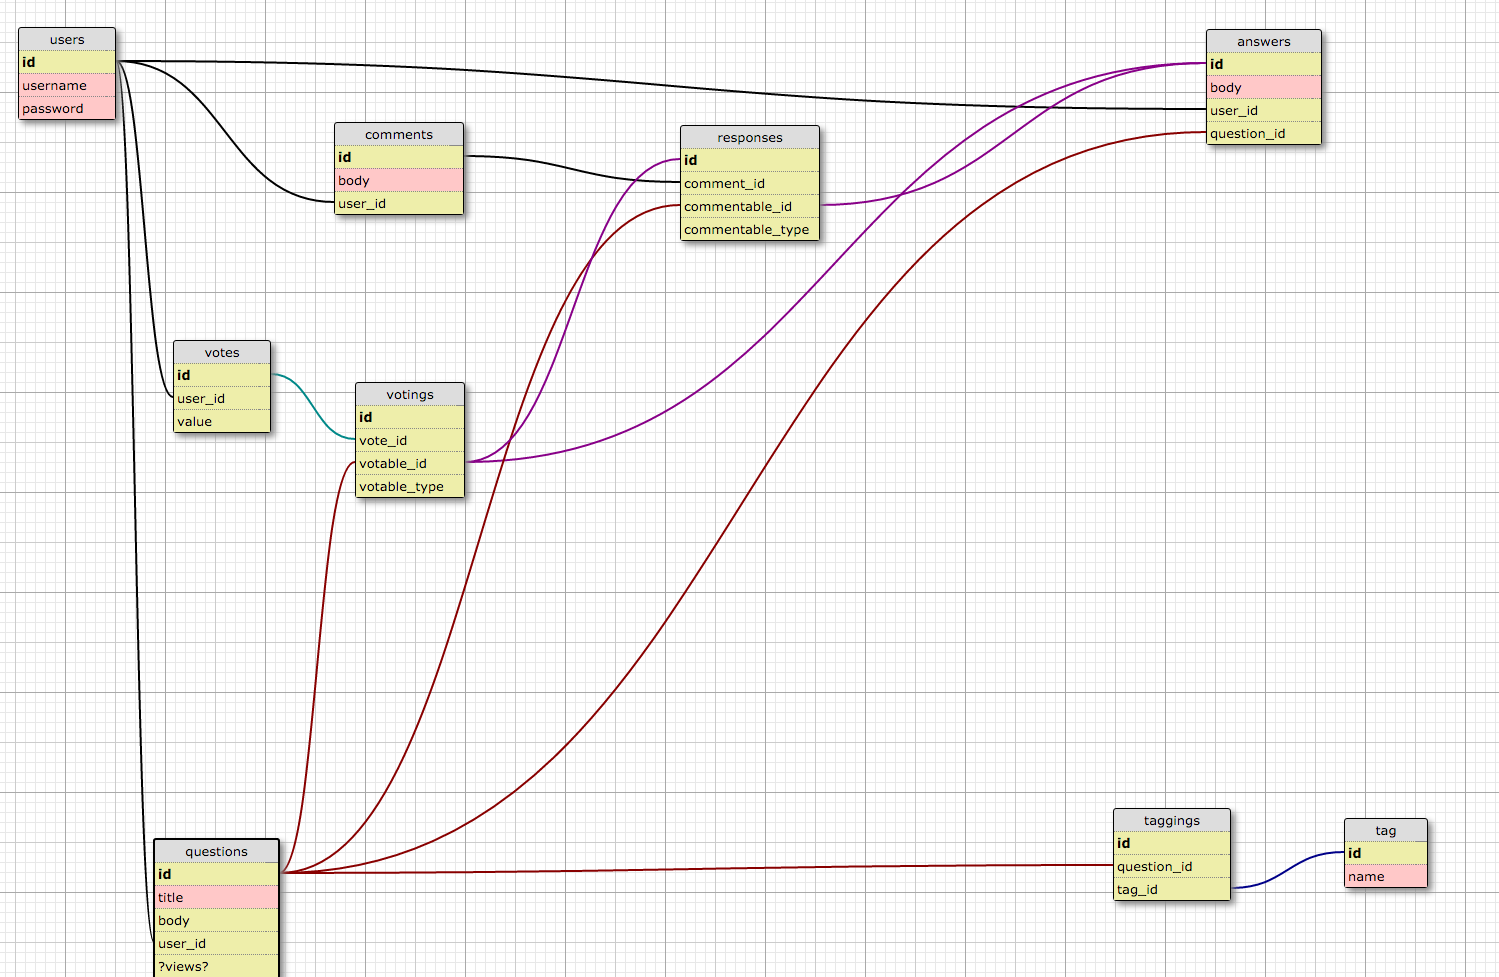 users
id
username
password
answers
id
body
user_id
question_id
comments
id
body
user_id
responses
id
comment_id
commentable_id
commentable_type
votes
id
user_id
value
votings
id
vote_id
votable_id
votable_type
questions
id
title
body
user_id
?views?
taggings
id
question_id
tag_id
tag
id
name